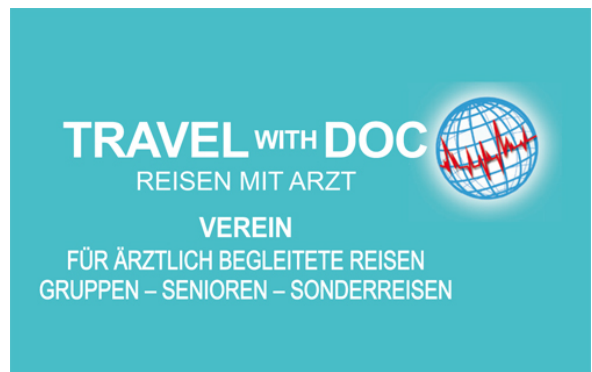 TRAVEL WITH DOC
REISEN MIT ARZT
VEREIN
FÜR ÄRZTLICH BEGLEITETE REISEN
GRUPPEN – SENIOREN – SONDERREISEN